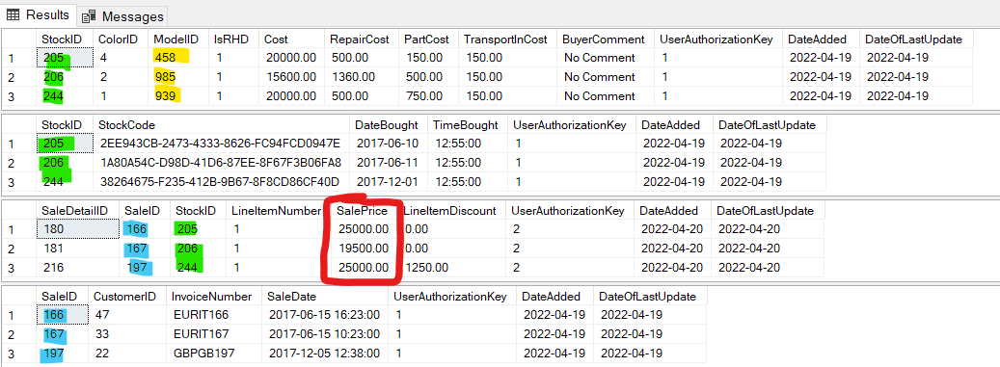 Results Messages
StockID ColorID ModelID IsRHD Cost RepairCost PartCost TransportInCost BuyerComment UserAuthorizationKey DateAdded DateOfLastUpdate
1 205 4 458 1 20000.00 500.00 150.00 150.00 No Comment 1 2022-04-19 2022-04-19
2 206 2 985 1 15600.00 1360.00 500.00 150.00 No Comment 1 2022-04-19 2022-04-19
3 244 1 939 1 20000.00 500.00 750.00 150.00 No Comment 1 2022-04-19 2022-04-19
StockID StockCode DateBought TimeBought UserAuthorizationKey DateAdded DateOfLastUpdate
1 205 2EE943CB-2473-4333-8626-FC94FCD0947E 2017-06-10 12:55:00 1 2022-04-19 2022-04-19
2 206 1A80A54C-D98D-41D6-87EE-8F67F3B06FA8 2017-06-11 12:55:00 1 2022-04-19 2022-04-19
3 244 38264675-F235-412B-9B67-8F8CD86CF40D 2017-12-01 12:55:00 1 2022-04-19 2022-04-19
SaleDetailID SaleID StockID LineItemNumber SalePrice LineItemDiscount UserAuthorizationKey DateAdded DateOfLastUpdate
1 180 166 205 1 25000.00 0.00 2 2022-04-20 2022-04-20
2 181 167 206 1 19500.00 0.00 2 2022-04-20 2022-04-20
3 216 197 244 1 25000.00 1250.00 2 2022-04-20 2022-04-20
SaleID CustomerID InvoiceNumber SaleDate UserAuthorizationKey DateAdded DateOfLastUpdate
1 166 47 EURIT166 2017-06-15 16:23:00 1 2022-04-19 2022-04-19
2 167 33 EURIT167 2017-06-15 10:23:00 1 2022-04-19 2022-04-19
3 197 22 GBPGB197 2017-12-05 12:38:00 1 2022-04-19 2022-04-19